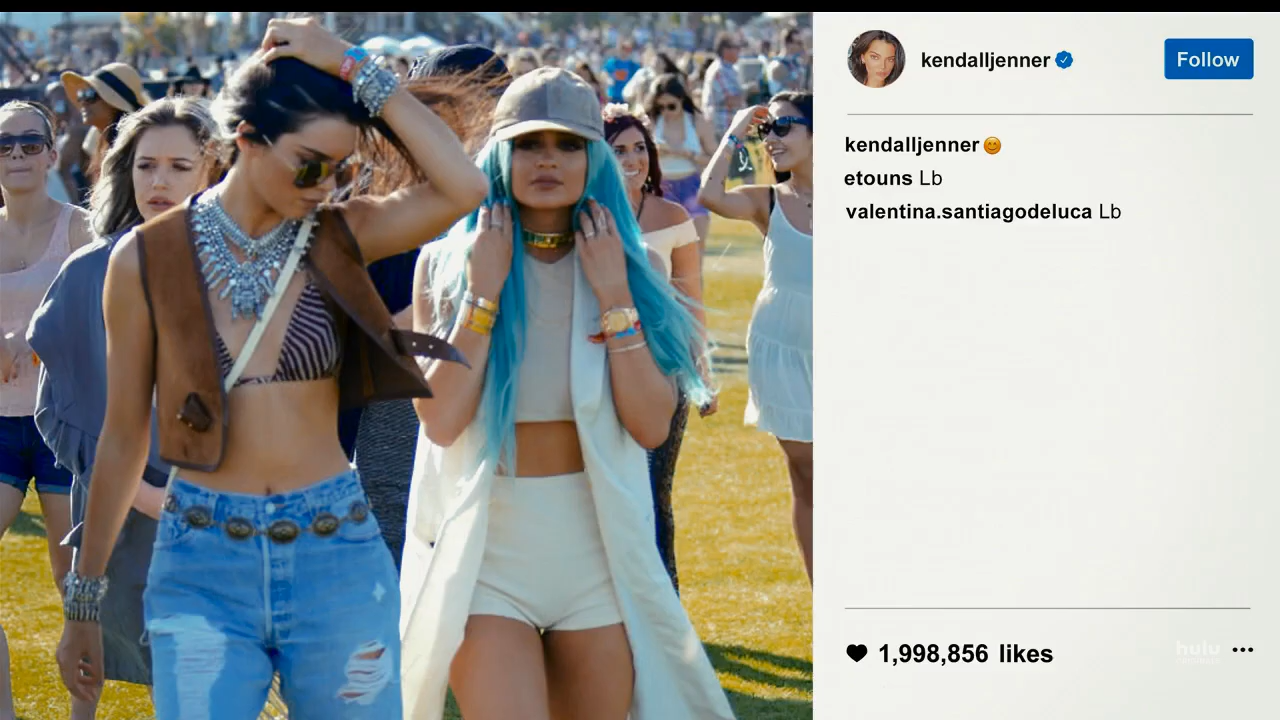 kendalljenner
Follow
kendalljenner😊
etouns Lb
valentina.santiagodeluca Lb
1,998,856 likes
hulu